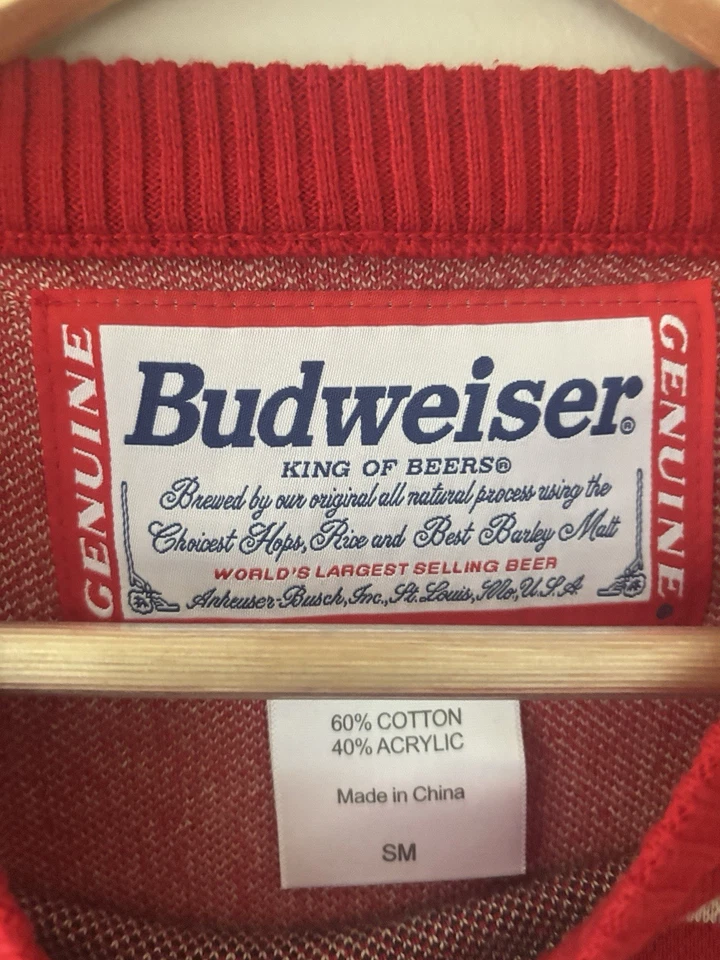 GENUINE
Budweiser®
KING OF BEERS®
Brewed by our original all natural process using the
Choicest Hops, Rice and Best Barley Malt
WORLD'S LARGEST SELLING BEER
Anheuser-Busch, Inc., St. Louis, Mo., U.S.A.
GENUINE
60% COTTON
40% ACRYLIC
Made in China
SM